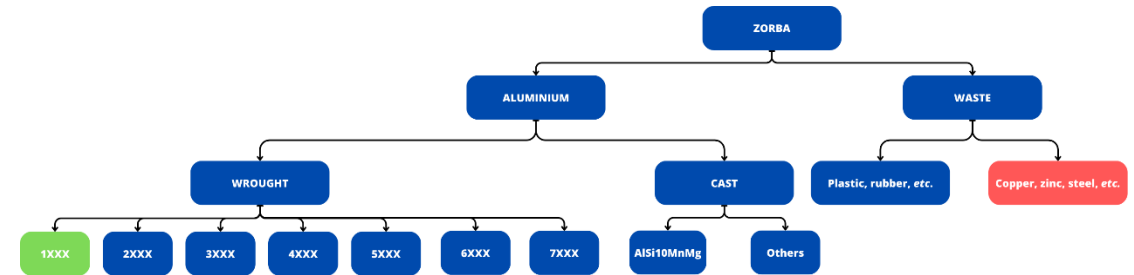 ZORBA
ALUMINIUM
WASTE
WROUGHT
CAST
Plastic, rubber, etc.
Copper, zinc, steel, etc.
1XXX
2XXX
3XXX
4XXX
5XXX
6XXX
7XXX
AlSi10MnMg
Others